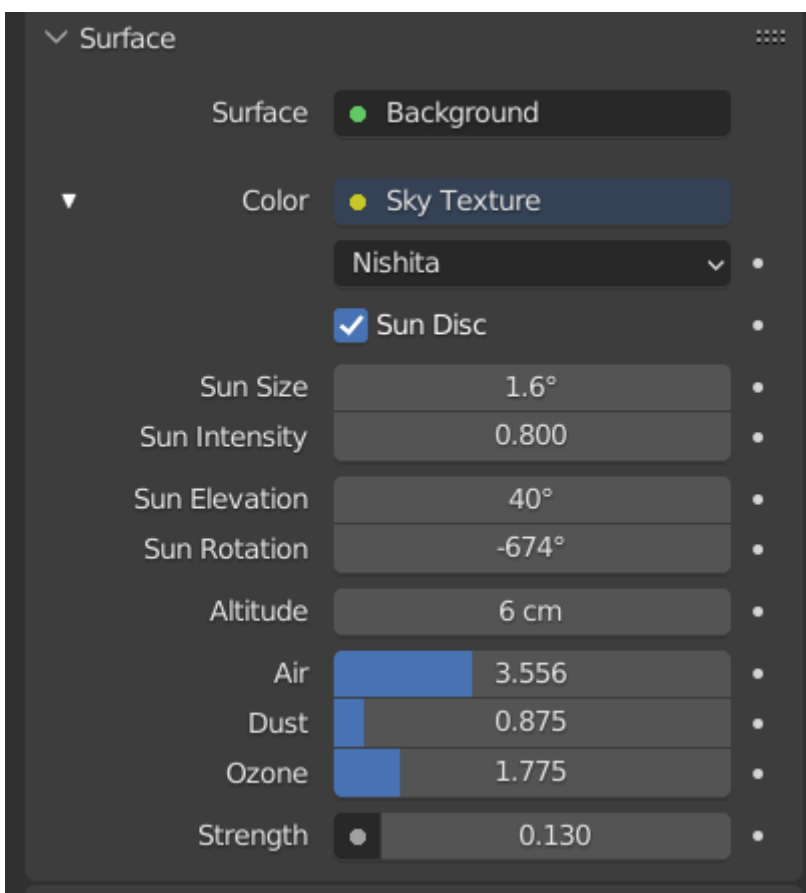 Surface
Surface Background
Color Sky Texture
Nishita
Sun Disc
Sun Size 1.6°
Sun Intensity 0.800
Sun Elevation 40°
Sun Rotation -674°
Altitude 6 cm
Air 3.556
Dust 0.875
Ozone 1.775
Strength 0.130